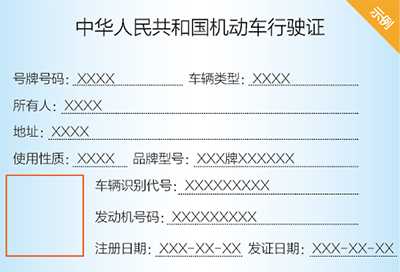 示例
中华人民共和国机动车行驶证
号牌号码: XXXX 车辆类型: XXXX
所有人: XXXX
地址: XXXX
使用性质: XXXX 品牌型号: XXX牌XXXXXX
车辆识别代号: XXXXXXXXX
发动机号码: XXXXXXXXX
注册日期: XXX-XX-XX 发证日期: XXX-XX-XX